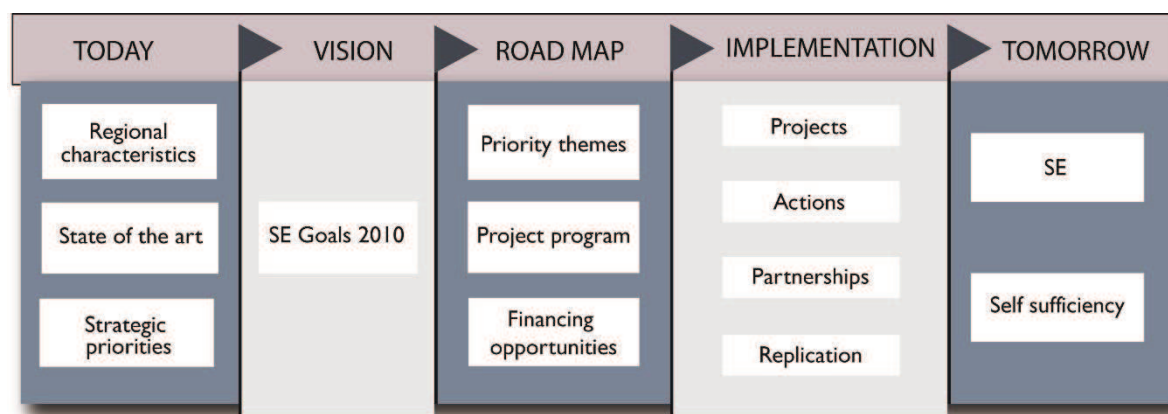 TODAY
VISION
ROAD MAP
IMPLEMENTATION
TOMORROW
Regional
characteristics
State of the art
Strategic
priorities
SE Goals 2010
Priority themes
Project program
Financing
opportunities
Projects
Actions
Partnerships
Replication
SE
Self sufficiency